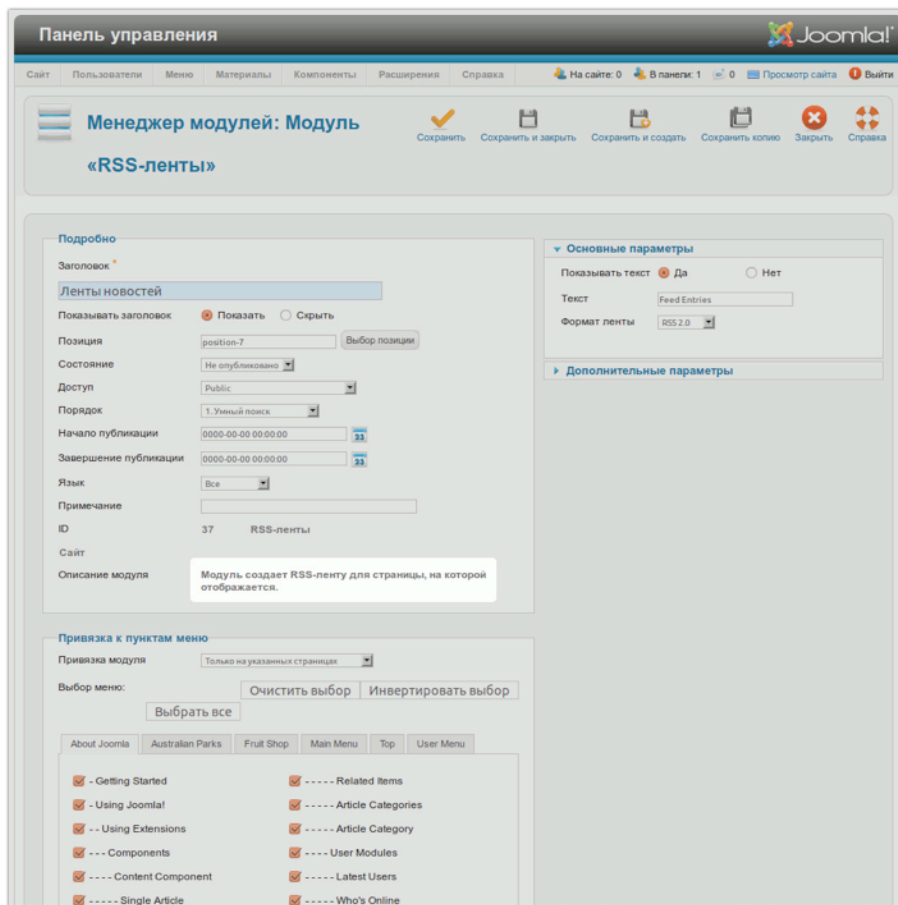 Панель управления
Joomla!
Сайт Пользователи Меню Материалы Компоненты Расширения Справка На сайте: 0 В панели: 1 0 Просмотр сайта Выйти
Менеджер модулей: Модуль
«RSS-ленты»
Сохранить Сохранить и закрыть Сохранить и создать Сохранить копию Закрыть Справка
Подробно
Заголовок *
Ленты новостей
Показывать заголовок Показать Скрыть
Позиция position-7 Выбор позиции
Состояние Не опубликовано
Доступ Public
Порядок 1. Умный поиск
Начало публикации 0000-00-00 00:00:00 23
Завершение публикации 0000-00-00 00:00:00 23
Язык Все
Примечание
ID 37 RSS-ленты
Сайт
Описание модуля Модуль создает RSS-ленту для страницы, на которой
отображается.
Основные параметры
Показывать текст Да Нет
Текст Feed Entries
Формат ленты RSS 2.0
Дополнительные параметры
Привязка к пунктам меню
Привязка модуля Только на указанных страницах
Выбор меню: Очистить выбор Инвертировать выбор
Выбрать все
About Joomla Australian Parks Fruit Shop Main Menu Top User Menu
- Getting Started - - - - - Related Items
- Using Joomla! - - - - - Article Categories
- - Using Extensions - - - - - Article Category
- - - Components - - - - User Modules
- - - - Content Component - - - - - Latest Users
- - - - - Single Article - - - - - Who's Online